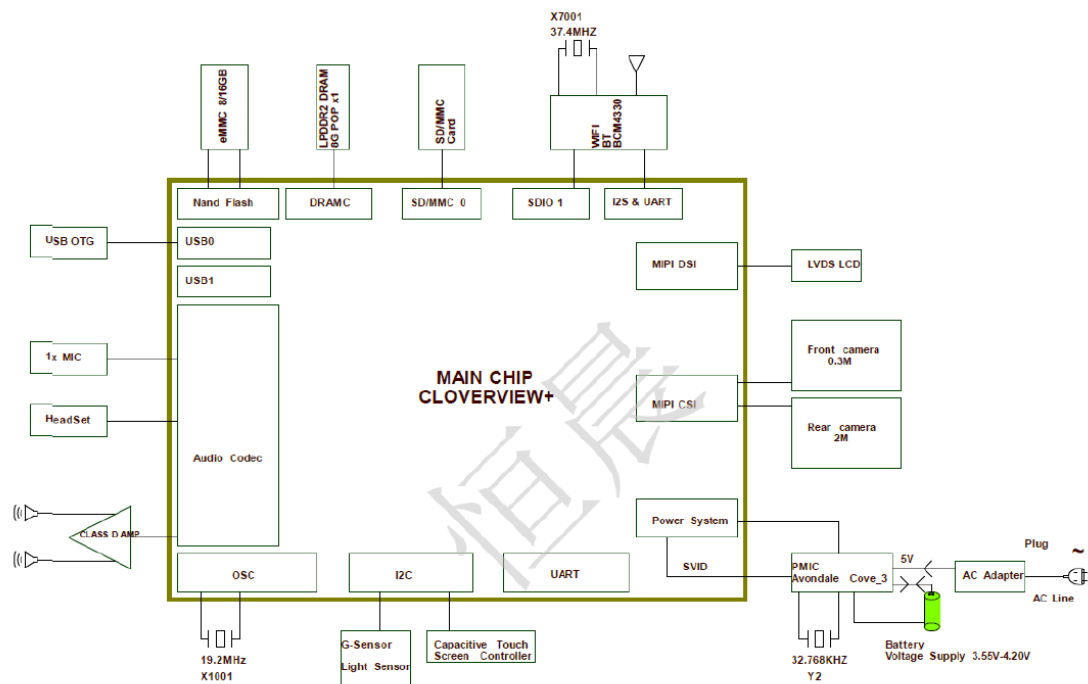 X7001
37.4MHZ
eMMC 8/16GB
LPDDR2 DRAM
8G POP x1
SD/MMC
Card
WIFI
BT
BCM4330
Nand Flash
DRAMC
SD/MMC 0
SDIO 1
I2S & UART
USB OTG
USB0
USB1
MIPI DSI
LVDS LCD
1x MIC
HeadSet
Audio Codec
CLASS D AMP
MAIN CHIP
CLOVERVIEW+
MIPI CSI
Front camera
0.3M
Rear camera
2M
恒晨
Power System
SVID
PMIC
Avondale Cove_3
5V
AC Adapter
Plug
~
AC Line
OSC
I2C
UART
19.2MHz
X1001
G-Sensor
Light Sensor
Capacitive Touch
Screen Controller
32.768KHZ
Y2
Battery
Voltage Supply 3.55V-4.20V